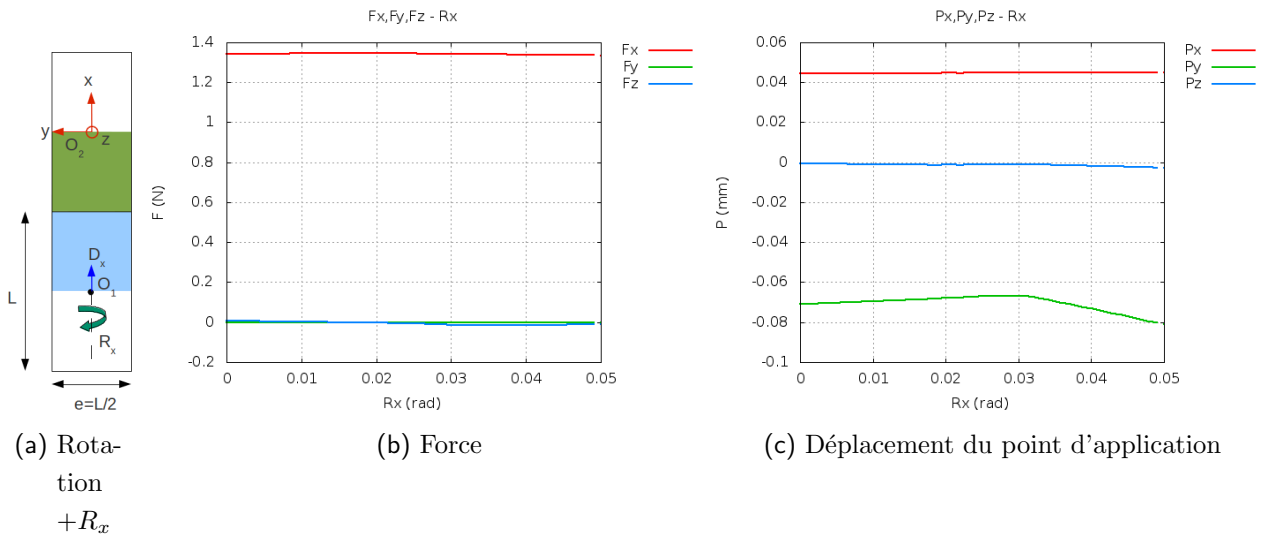 x
y
O2
z
Dx
O1
L
Rx
e=L/2
(a) Rota-
tion
+Rx
Fx,Fy,Fz - Rx
Fx
Fy
Fz
1.4
1.2
1
0.8
0.6
0.4
0.2
0
-0.2
F (N)
0 0.01 0.02 0.03 0.04 0.05
Rx (rad)
(b) Force
Px,Py,Pz - Rx
Px
Py
Pz
0.06
0.04
0.02
0
-0.02
-0.04
-0.06
-0.08
-0.1
P (mm)
0 0.01 0.02 0.03 0.04 0.05
Rx (rad)
(c) Déplacement du point d'application